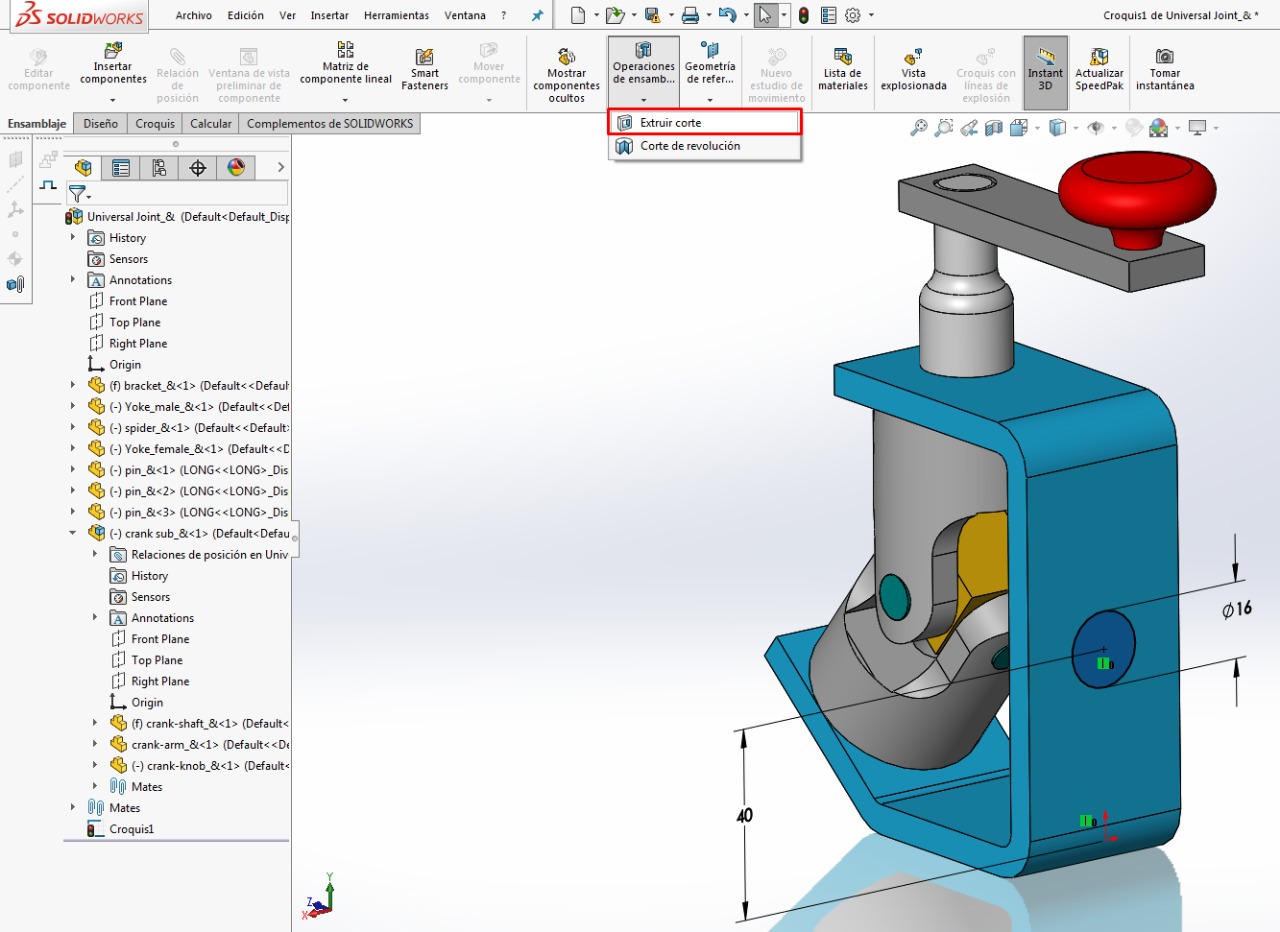 SOLIDWORKS
Archivo Edición Ver Insertar Herramientas Ventana ?
Croquis1 de Universal Joint_& *
Editar
componente
Insertar
componentes
Relación
de
posición
Ventana de vista
preliminar de
componente
Matriz de
componente lineal
Smart
Fasteners
Mover
componente
Mostrar
componentes
ocultos
Operaciones
de ensamb...
Geometría
de refer...
Nuevo
estudio de
movimiento
Lista de
materiales
Vista
explosionada
Croquis con
líneas de
explosión
Instant
3D
Actualizar
SpeedPak
Tomar
instantánea
Extruir corte
Corte de revolución
Ensamblaje Diseño Croquis Calcular Complementos de SOLIDWORKS
Universal Joint_& (Default<Default_Disp
History
Sensors
Annotations
Front Plane
Top Plane
Right Plane
Origin
(f) bracket_&<1> (Default<<Defaul
(-) Yoke_male_&<1> (Default<<Def
(-) spider_&<1> (Default<<Default:
(-) Yoke_female_&<1> (Default<<D
(-) pin_&<1> (LONG<<LONG>_Dis
(-) pin_&<2> (LONG<<LONG>_Dis
(-) pin_&<3> (LONG<<LONG>_Dis
(-) crank sub_&<1> (Default<Defau
Relaciones de posición en Univ
History
Sensors
Annotations
Front Plane
Top Plane
Right Plane
Origin
(f) crank-shaft_&<1> (Default<
crank-arm_&<1> (Default<<De
(-) crank-knob_&<1> (Default<
Mates
Mates
Croquis1
Ø16
0
40
0
Y
Z
X